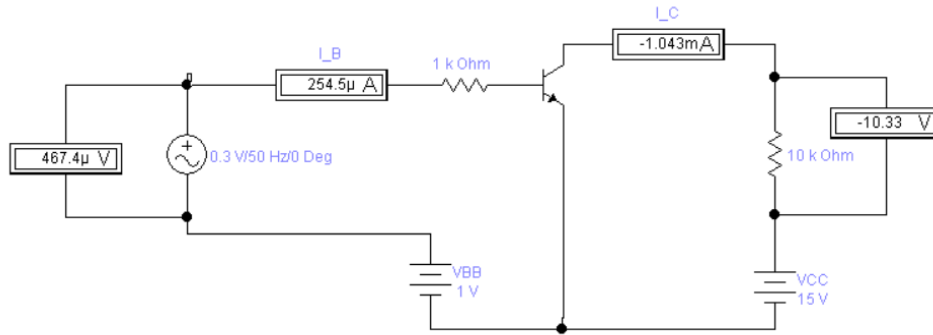 I_C
-1.043m A
I_B
1 k Ohm
254.5µ A
-10.33 V
467.4µ V
0.3 V/50 Hz/0 Deg
10 k Ohm
VBB
1 V
VCC
15 V